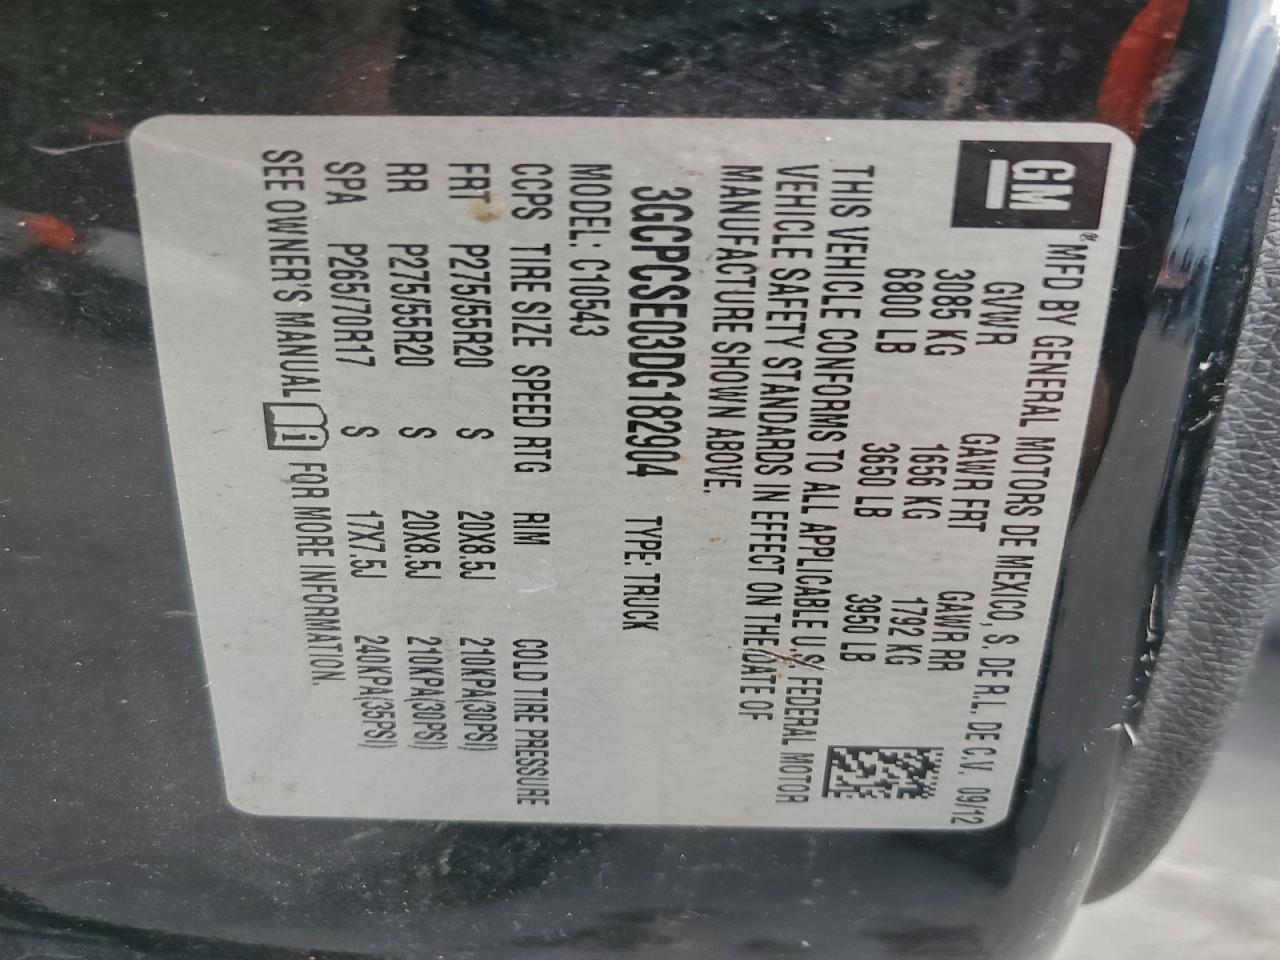 GM ® MFD BY GENERAL MOTORS DE MEXICO, S. DE R.L. DE C.V. 09/12
GVWR GAWR FRT GAWR RR
3085 KG 1656 KG 1792 KG
6800 LB 3650 LB 3950 LB
THIS VEHICLE CONFORMS TO ALL APPLICABLE U.S. FEDERAL MOTOR
VEHICLE SAFETY STANDARDS IN EFFECT ON THE DATE OF
MANUFACTURE SHOWN ABOVE.
3GCPCSE03DG182904 TYPE: TRUCK
MODEL: C10543
CCPS TIRE SIZE SPEED RTG RIM COLD TIRE PRESSURE
FRT P275/55R20 S 20X8.5J 210KPA(30PSI)
RR P275/55R20 S 20X8.5J 210KPA(30PSI)
SPA P265/70R17 S 17X7.5J 240KPA(35PSI)
SEE OWNER'S MANUAL i FOR MORE INFORMATION.